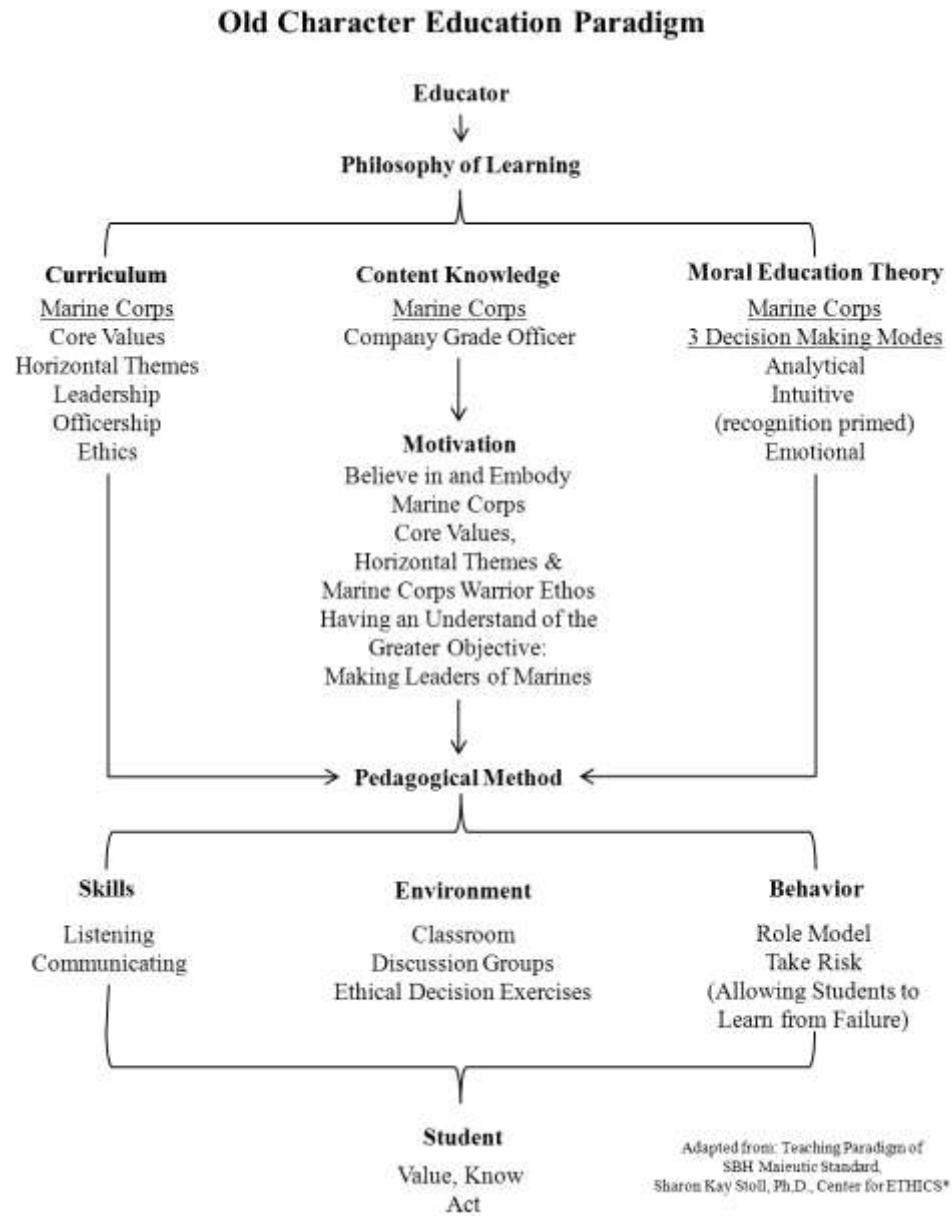 Old Character Education Paradigm
Educator
Philosophy of Learning
Curriculum
Marine Corps
Core Values
Horizontal Themes
Leadership
Officership
Ethics
Content Knowledge
Marine Corps
Company Grade Officer
Motivation
Believe in and Embody
Marine Corps
Core Values,
Horizontal Themes &
Marine Corps Warrior Ethos
Having an Understand of the
Greater Objective:
Making Leaders of Marines
Moral Education Theory
Marine Corps
3 Decision Making Modes
Analytical
Intuitive
(recognition primed)
Emotional
Pedagogical Method
Skills
Listening
Communicating
Environment
Classroom
Discussion Groups
Ethical Decision Exercises
Behavior
Role Model
Take Risk
(Allowing Students to
Learn from Failure)
Student
Value, Know
Act
Adapted from: Teaching Paradigm of
SBH Maieutic Standard,
Sharon Kay Stoll, Ph.D., Center for ETHICS*